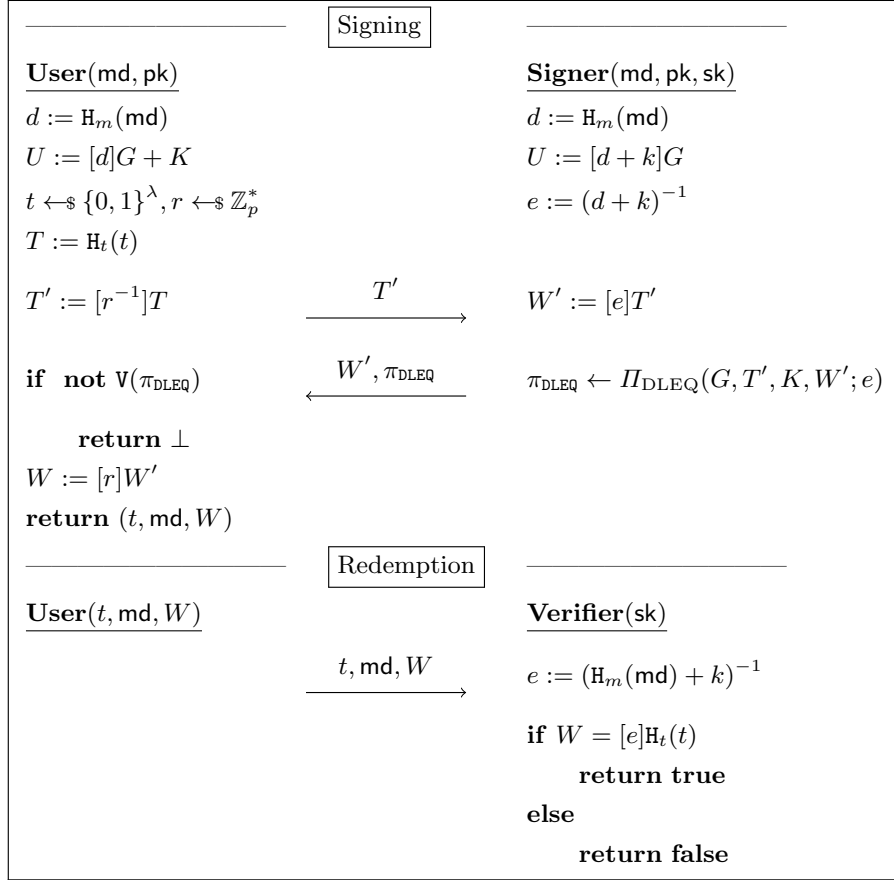 Signing
User(md, pk) Signer(md, pk, sk)
d := H_m(md) d := H_m(md)
U := [d]G + K U := [d + k]G
t ←$ {0, 1}^λ, r ←$ ℤ_p^* e := (d + k)^{-1}
T := H_t(t)
T' := [r^{-1}]T T' W' := [e]T'
if not V(π_DLEQ) W', π_DLEQ π_DLEQ ← Π_DLEQ(G, T', K, W'; e)
return ⊥
W := [r]W'
return (t, md, W)
Redemption
User(t, md, W) Verifier(sk)
t, md, W e := (H_m(md) + k)^{-1}
if W = [e]H_t(t)
return true
else
return false